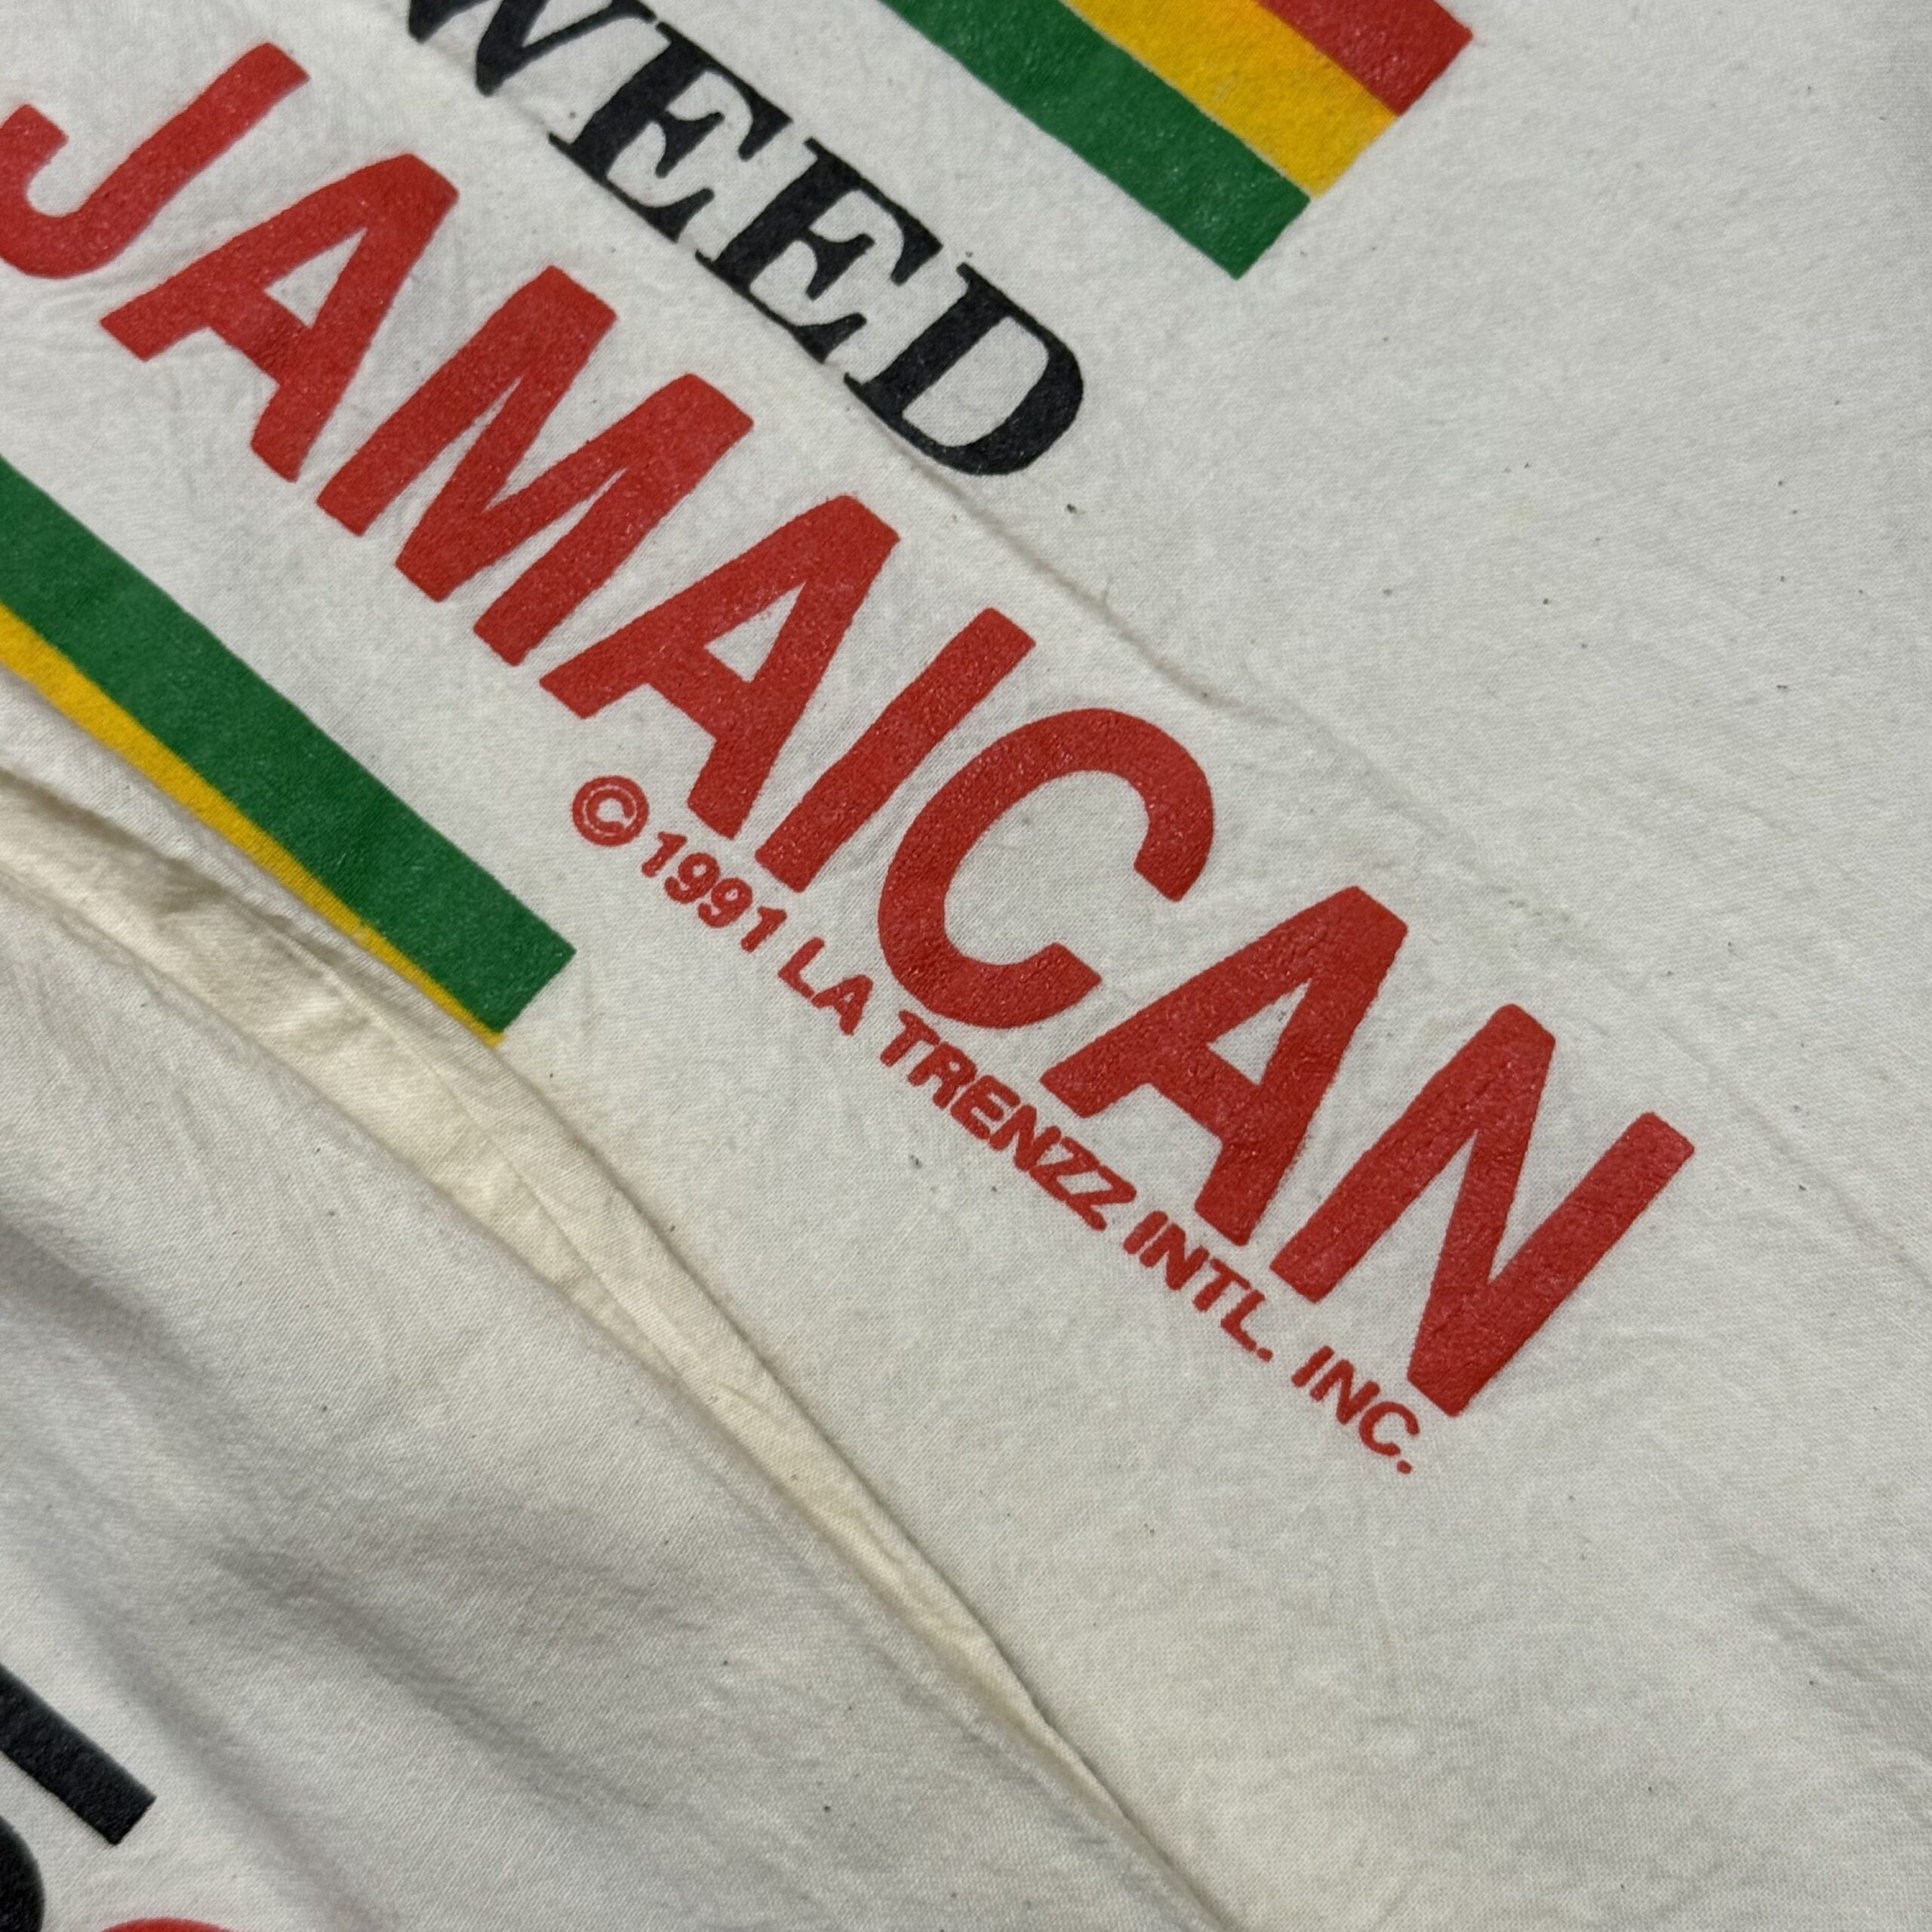 WEED
JAMAICAN
© 1991 LA TRENZZ INTL. INC.